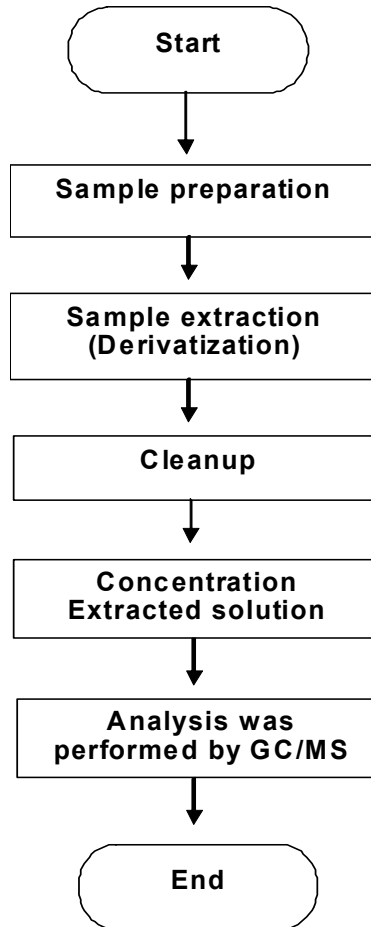 Start
Sample preparation
Sample extraction
(Derivatization)
Cleanup
Concentration
Extracted solution
Analysis was
performed by GC/MS
End